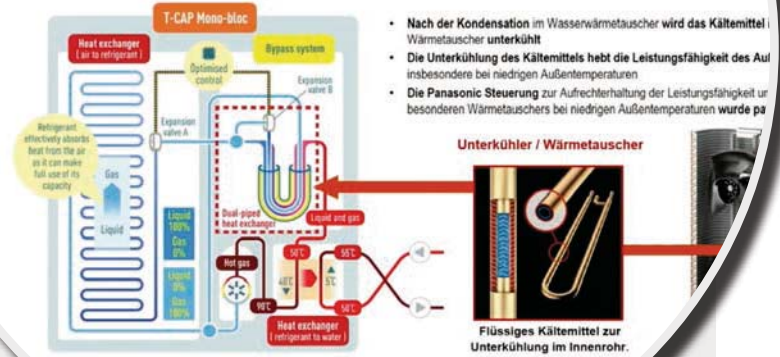 T-CAP Mono-bloc
Heat exchanger
( air to refrigerant )
Bypass system
Optimised
control
Expansion
valve B
Expansion
valve A
Refrigerant
effectively absorbs
heat from the air
so it can make
full use of its
capacity
Gas
Liquid
Dual-piped
heat exchanger
Liquid and gas
Liquid
100%
Gas
0%
Liquid
0%
Gas
100%
Hot gas
50°C
55°C
5°C
90°C
50°C
Heat exchanger
( refrigerant to water )
• Nach der Kondensation im Wasserwärmetauscher wird das Kältemittel
Wärmetauscher unterkühlt
• Die Unterkühlung des Kältemittels hebt die Leistungsfähigkeit des
insbesondere bei niedrigen Außentemperaturen
• Die Panasonic Steuerung zur Aufrechterhaltung der Leistungsfähigkeit
besonderen Wärmetauschers bei niedrigen Außentemperaturen wurde
Unterkühler / Wärmetauscher
Flüssiges Kältemittel zur
Unterkühlung im Innenrohr.